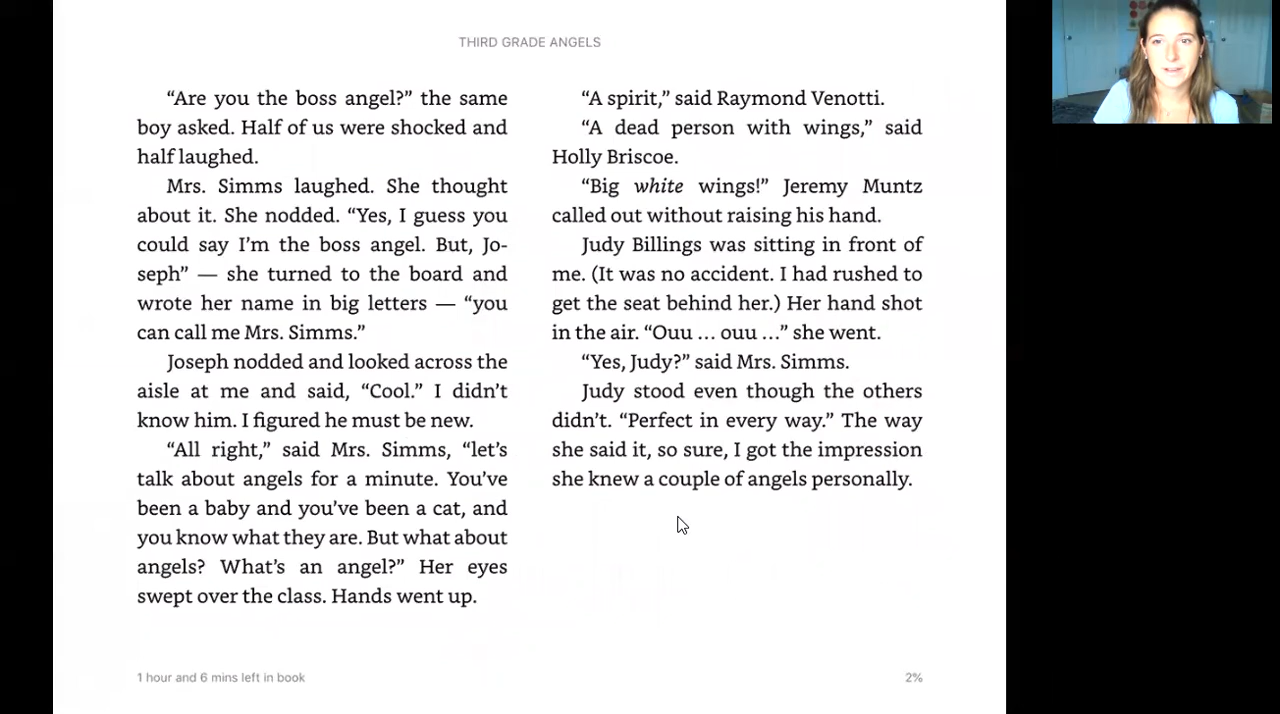 THIRD GRADE ANGELS
“Are you the boss angel?” the same
boy asked. Half of us were shocked and
half laughed.
Mrs. Simms laughed. She thought
about it. She nodded. “Yes, I guess you
could say I’m the boss angel. But, Jo-
seph” — she turned to the board and
wrote her name in big letters — “you
can call me Mrs. Simms.”
Joseph nodded and looked across the
aisle at me and said, “Cool.” I didn’t
know him. I figured he must be new.
“All right,” said Mrs. Simms, “let’s
talk about angels for a minute. You’ve
been a baby and you’ve been a cat, and
you know what they are. But what about
angels? What’s an angel?” Her eyes
swept over the class. Hands went up.
“A spirit,” said Raymond Venotti.
“A dead person with wings,” said
Holly Briscoe.
“Big white wings!” Jeremy Muntz
called out without raising his hand.
Judy Billings was sitting in front of
me. (It was no accident. I had rushed to
get the seat behind her.) Her hand shot
in the air. “Ouu … ouu …” she went.
“Yes, Judy?” said Mrs. Simms.
Judy stood even though the others
didn’t. “Perfect in every way.” The way
she said it, so sure, I got the impression
she knew a couple of angels personally.
1 hour and 6 mins left in book
2%